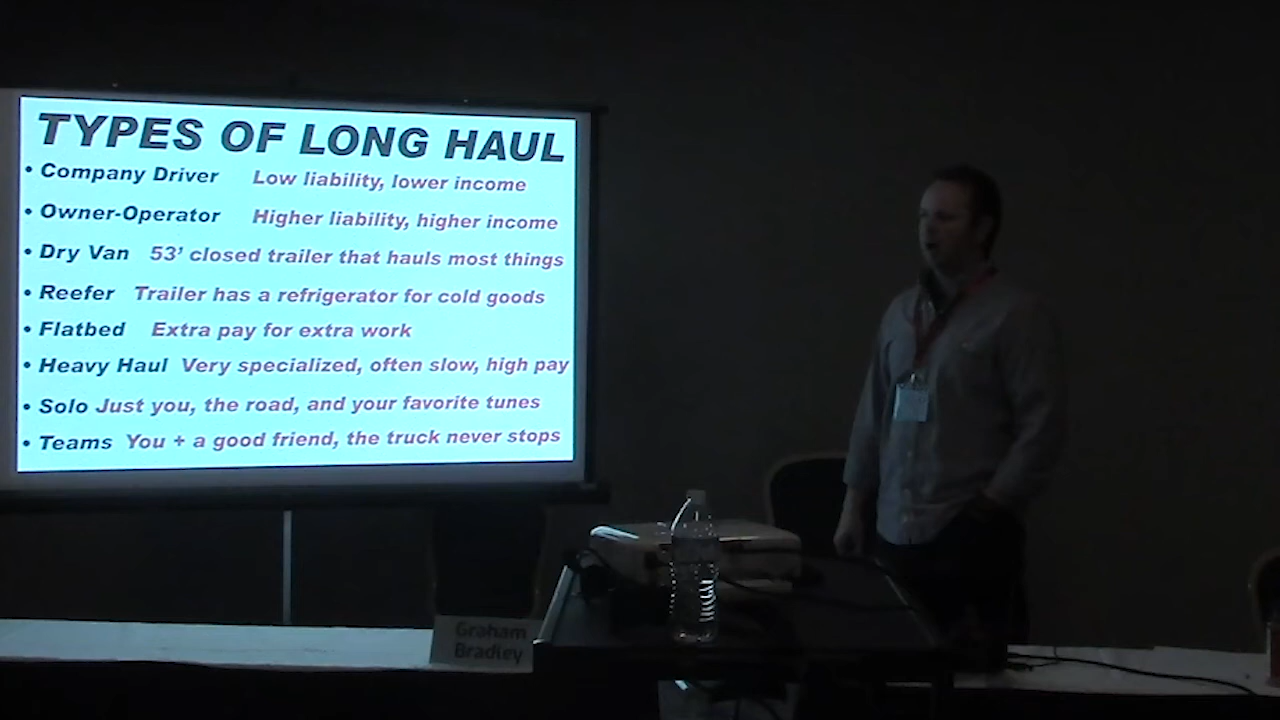 TYPES OF LONG HAUL
• Company Driver Low liability, lower income
• Owner-Operator Higher liability, higher income
• Dry Van 53’ closed trailer that hauls most things
• Reefer Trailer has a refrigerator for cold goods
• Flatbed Extra pay for extra work
• Heavy Haul Very specialized, often slow, high pay
• Solo Just you, the road, and your favorite tunes
• Teams You + a good friend, the truck never stops
Graham
Bradley